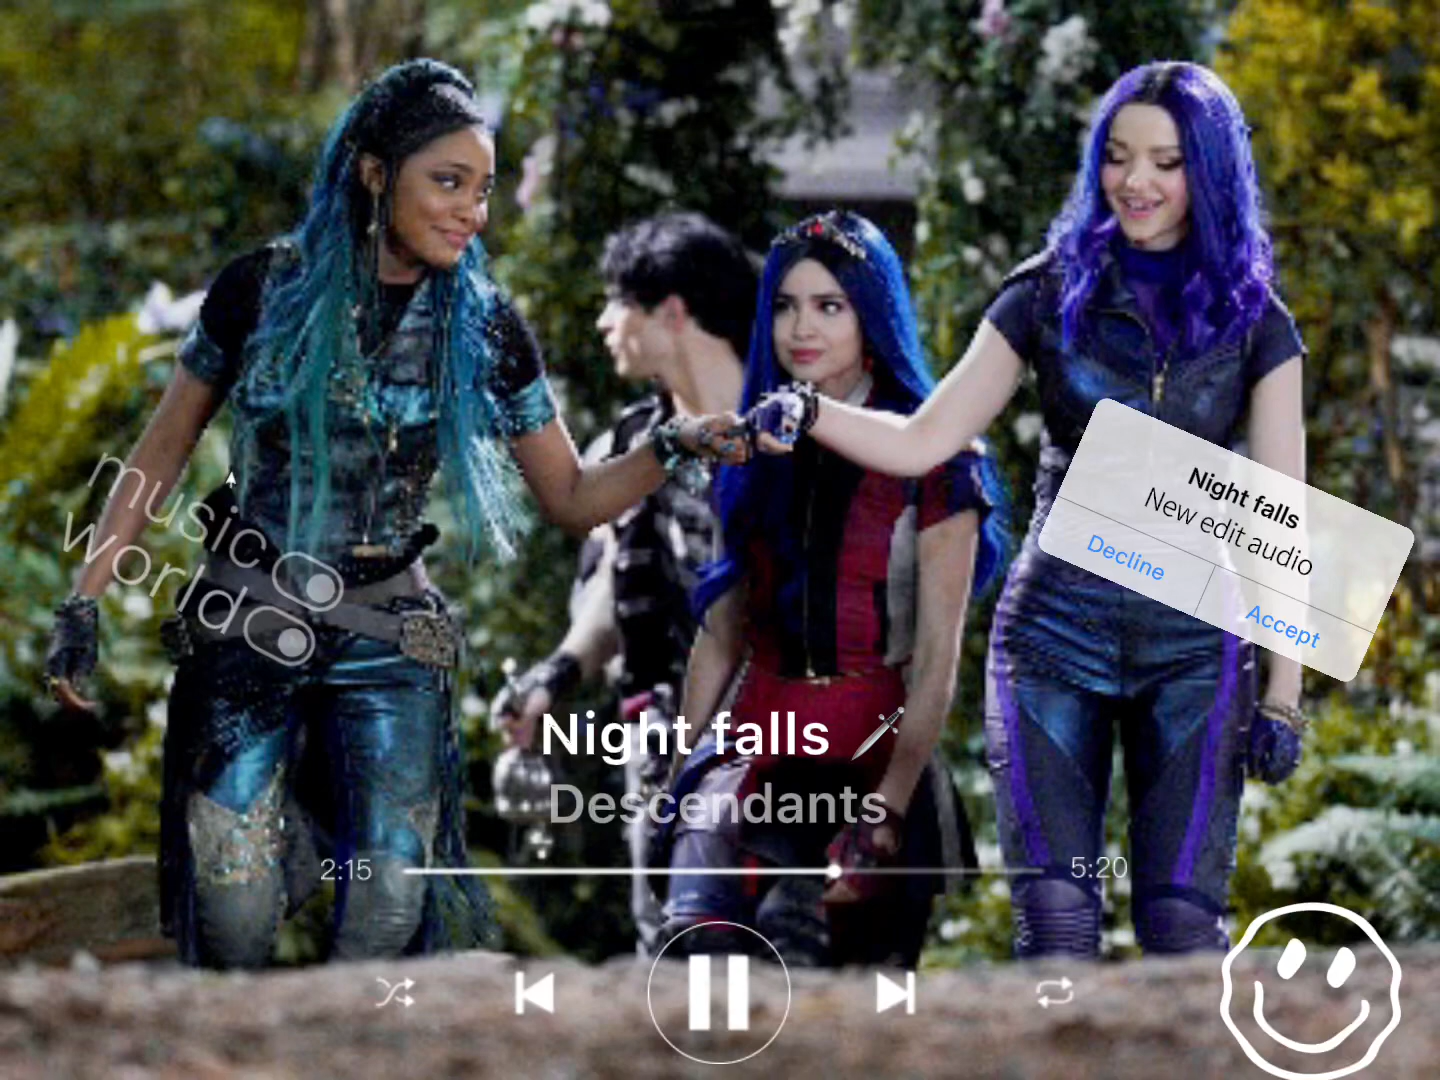 music
world
Night falls
New edit audio
Decline
Accept
Night falls
Descendants
2:15
5:20